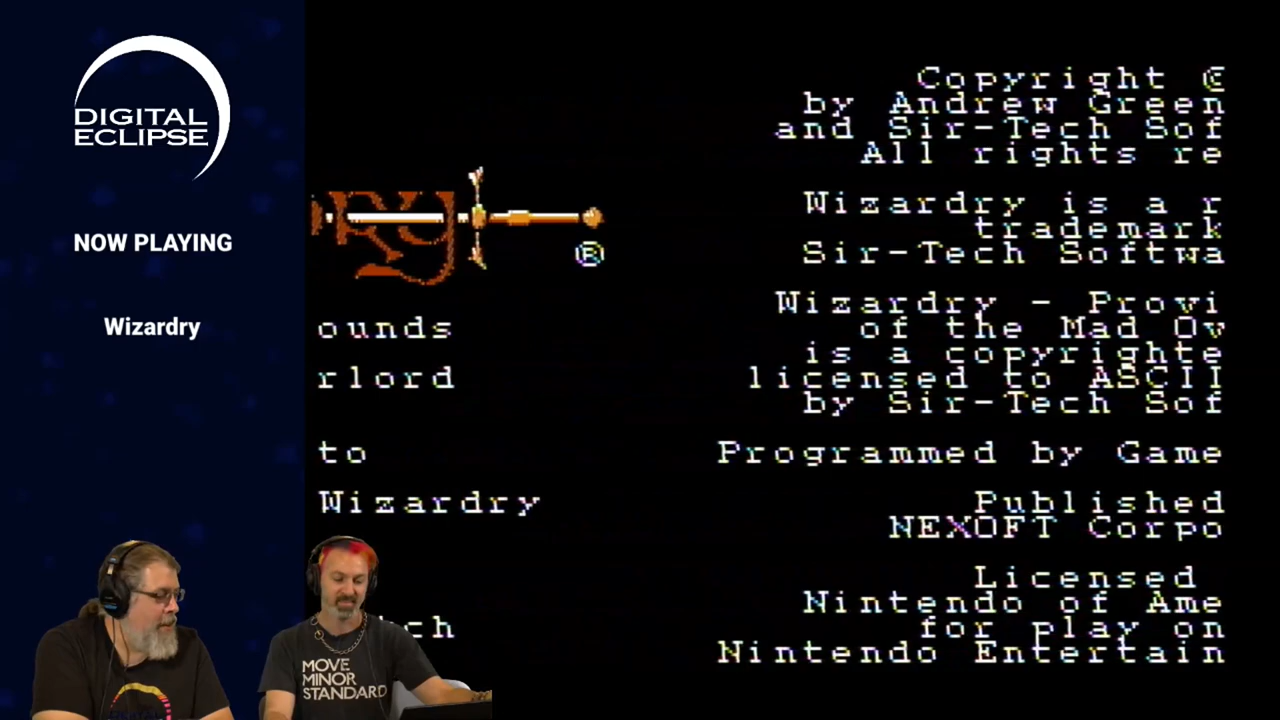 DIGITAL
ECLIPSE
NOW PLAYING
Wizardry
®
ounds
rlord
to
Wizardry
ch
Copyright ©
by Andrew Green
and Sir-Tech Sof
All rights re
Wizardry is a r
trademark
Sir-Tech Softwa
Wizardry - Provi
of the Mad Ov
is a copyrighte
licensed to ASCII
by Sir-Tech Sof
Programmed by Game
Published
NEXOFT Corpo
Licensed
Nintendo of Ame
for play on
Nintendo Entertain
MOVE
MINOR
STANDARD